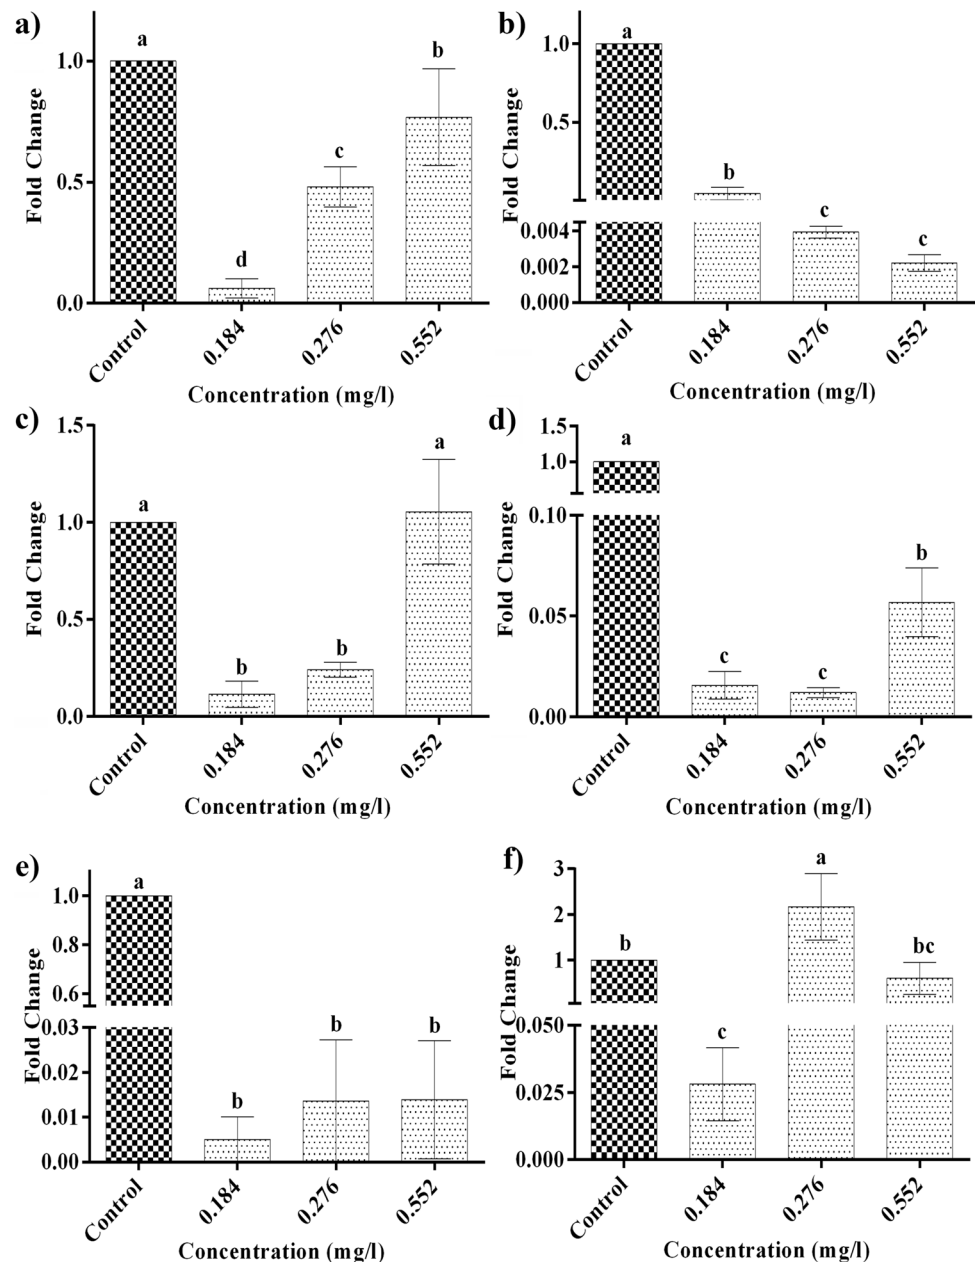 a)
Fold Change
1.0
0.5
0.0
a
d
c
b
Control
0.184
0.276
0.552
Concentration (mg/l)
b)
Fold Change
1.0
0.5
0.004
0.002
0.000
a
b
c
c
Control
0.184
0.276
0.552
Concentration (mg/l)
c)
Fold Change
1.5
1.0
0.5
0.0
a
b
b
a
Control
0.184
0.276
0.552
Concentration (mg/l)
d)
Fold Change
1.5
1.0
0.10
0.05
0.00
a
c
c
b
Control
0.184
0.276
0.552
Concentration (mg/l)
e)
Fold Change
1.0
0.8
0.6
0.03
0.02
0.01
0.00
a
b
b
b
Control
0.184
0.276
0.552
Concentration (mg/l)
f)
Fold Change
3
2
1
0.050
0.025
0.000
b
c
a
bc
Control
0.184
0.276
0.552
Concentration (mg/l)